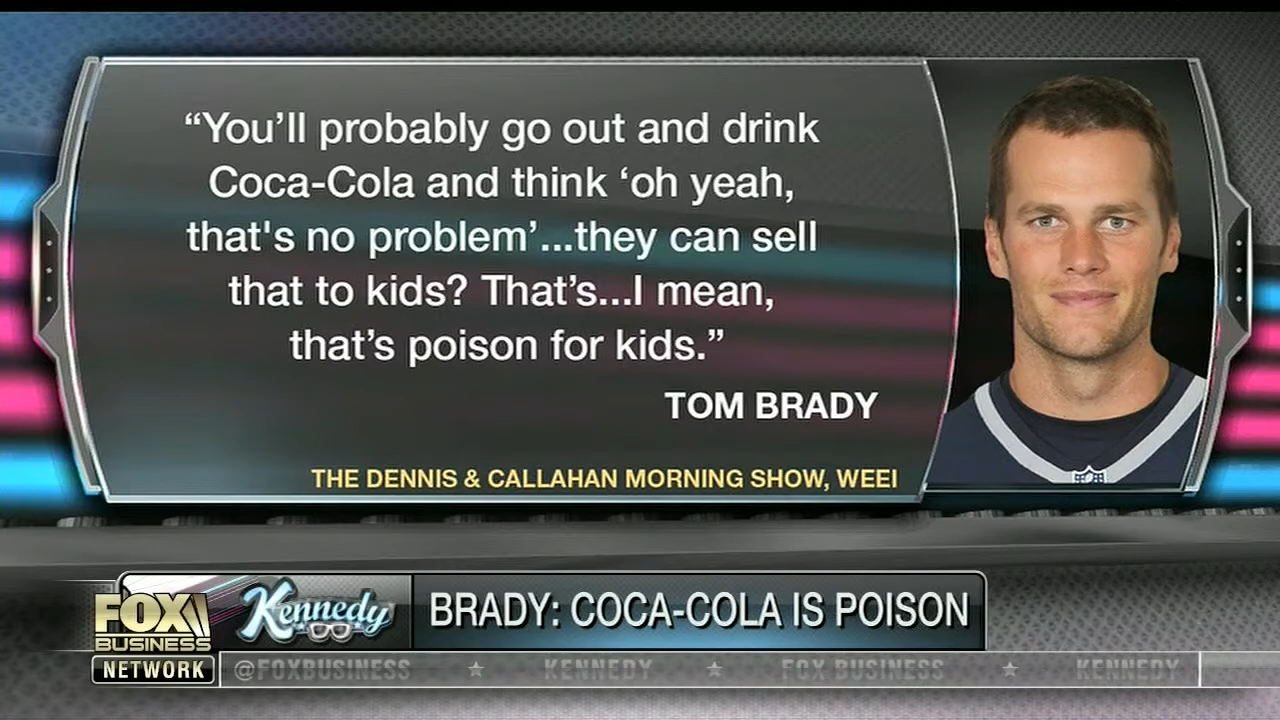 “You’ll probably go out and drink
Coca-Cola and think ‘oh yeah,
that's no problem’...they can sell
that to kids? That’s...I mean,
that’s poison for kids.”
TOM BRADY
THE DENNIS & CALLAHAN MORNING SHOW, WEEI
NFL
FOX
BUSINESS
NETWORK
Kennedy
BRADY: COCA-COLA IS POISON
@FOXBUSINESS ★ KENNEDY ★ FOX BUSINESS ★ KENNEDY